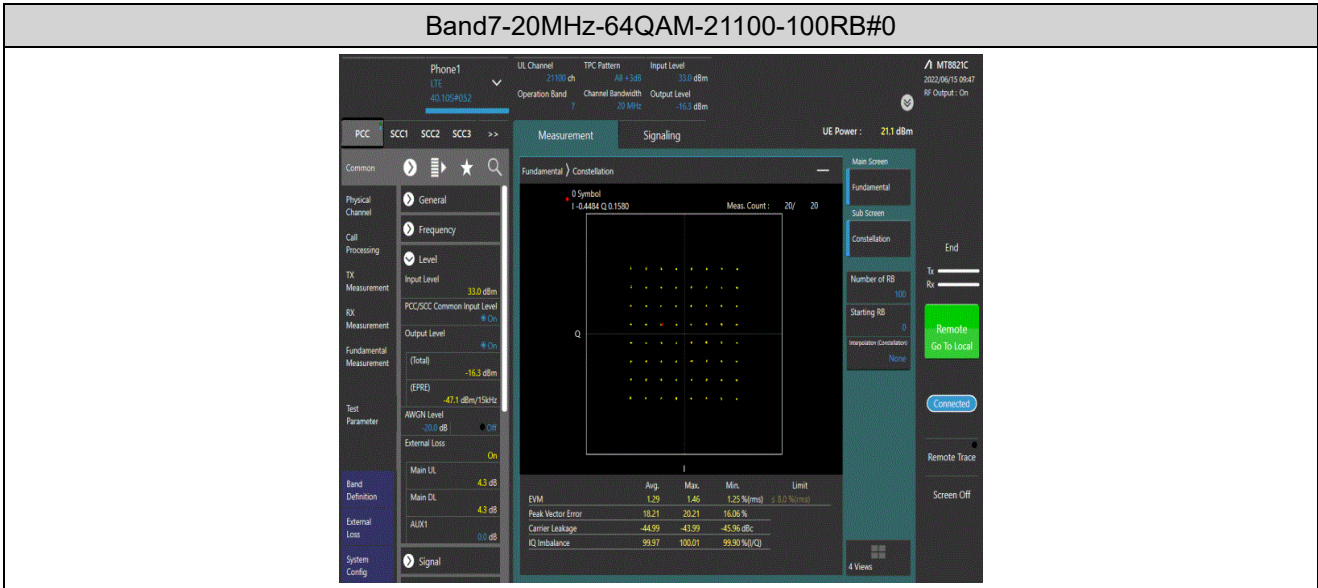 Band7-20MHz-64QAM-21100-100RB#0
Phone1
LTE
40.10S#052
UL Channel TPC Pattern Input Level
21100 ch All +3dB 33.0 dBm
Operation Band Channel Bandwidth Output Level
7 20 MHz -16.3 dBm
MT8821C
2022/06/15 09:47
RF Output : On
PCC SCC1 SCC2 SCC3 >>
Measurement Signaling
UE Power : 21.1 dBm
Common
Physical Channel
Call Processing
TX Measurement
RX Measurement
Fundamental Measurement
Test Parameter
Band Definition
External Loss
System Config
General
Frequency
Level
Input Level
33.0 dBm
PCC/SCC Common Input Level
On
Output Level
On
(Total)
-16.3 dBm
(EPRE)
-47.1 dBm/15kHz
AWGN Level
-20.0 dB Off
External Loss
On
Main UL
4.3 dB
Main DL
4.3 dB
AUX1
0.0 dB
Signal
Fundamental 〉 Constellation
0 Symbol
I -0.4484 Q 0.1580
Meas. Count : 20/ 20
Q
I
Avg. Max. Min. Limit
EVM 1.29 1.46 1.25 %(rms) ≤ 8.0 %(rms)
Peak Vector Error 18.21 20.21 16.06 %
Carrier Leakage -44.99 -43.99 -45.96 dBc
IQ Imbalance 99.97 100.01 99.90 %(I/Q)
Main Screen
Fundamental
Sub Screen
Constellation
Number of RB
100
Starting RB
0
Interpolation (Constellation)
None
4 Views
End
Tx
Rx
Remote
Go To Local
Connected
Remote Trace
Screen Off